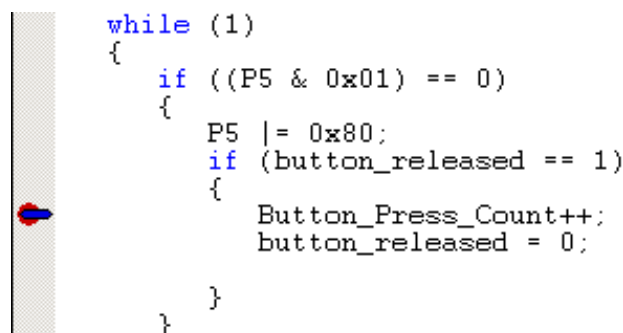 while (1)
{
if ((P5 & 0x01) == 0)
{
P5 |= 0x80;
if (button_released == 1)
{
Button_Press_Count++;
button_released = 0;
}
}